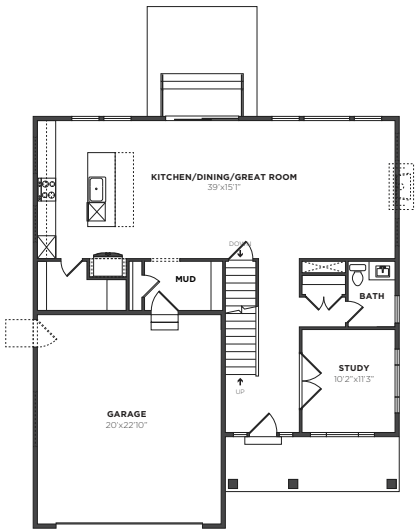 KITCHEN/DINING/GREAT ROOM
39'x15'1"
DOWN
MUD
BATH
STUDY
10'2"x11'3"
UP
GARAGE
20'x22'10"